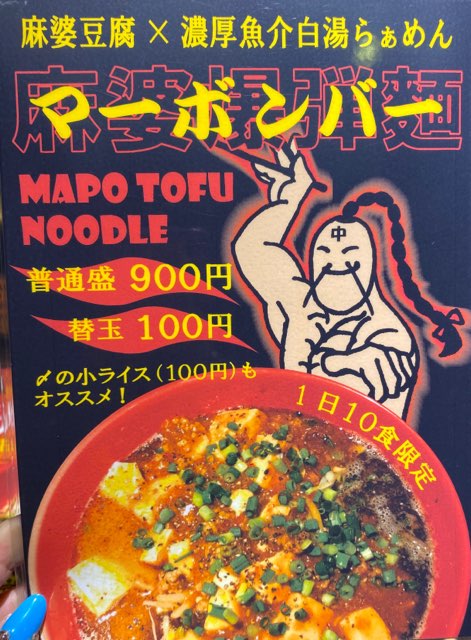 麻婆豆腐 × 濃厚魚介白湯らぁめん
麻婆爆弾麺
マーボンバー
MAPO TOFU
NOODLE
普通盛 900円
替玉 100円
〆の小ライス(100円)も
オススメ!
中
1日10食限定